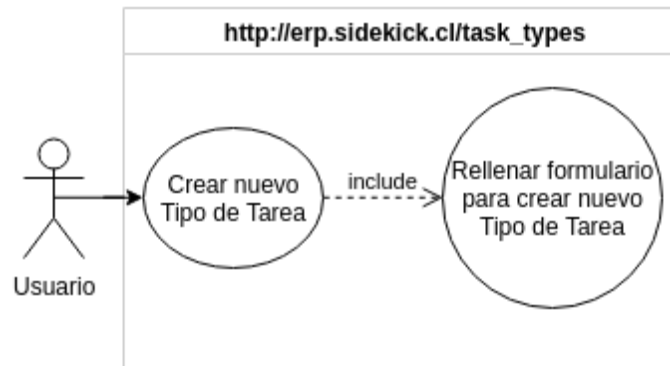 http://erp.sidekick.cl/task_types
Crear nuevo
Tipo de Tarea
include
Rellenar formulario
para crear nuevo
Tipo de Tarea
Usuario